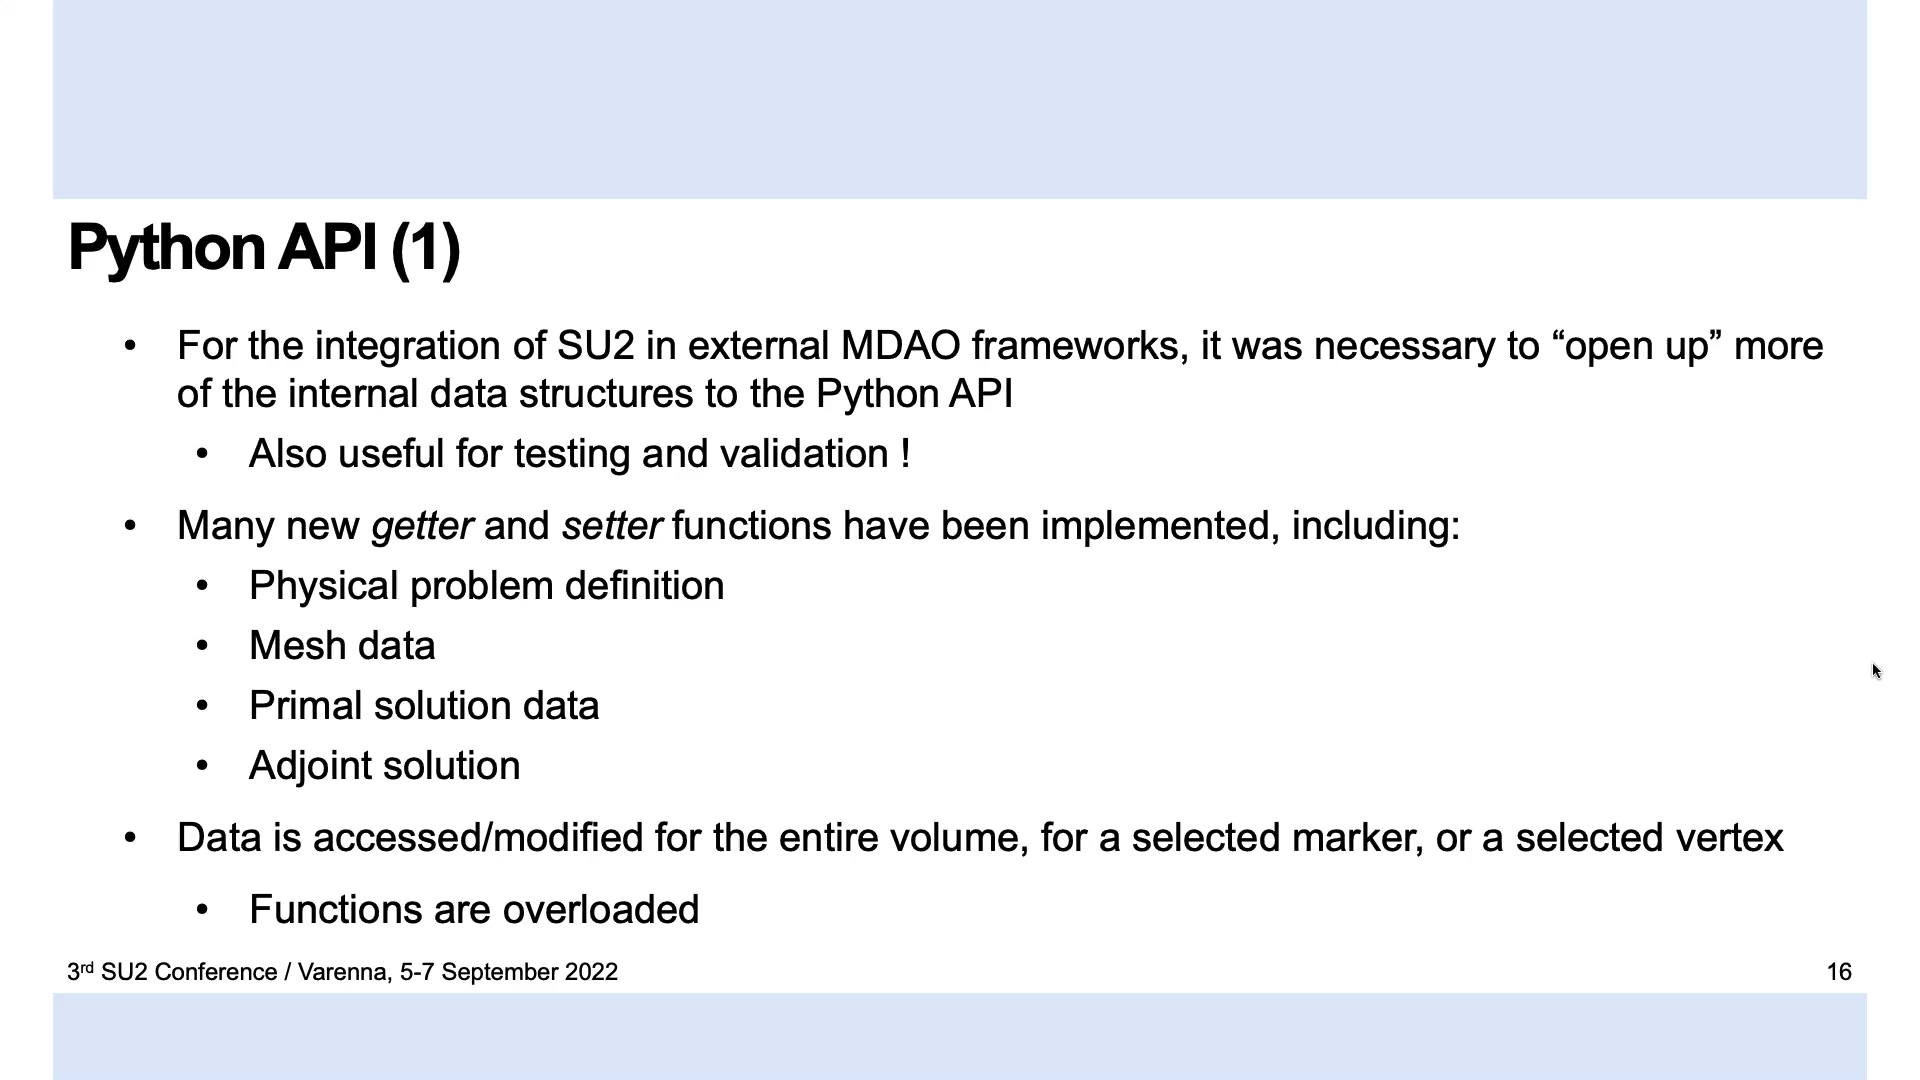 Python API (1)
• For the integration of SU2 in external MDAO frameworks, it was necessary to “open up” more
of the internal data structures to the Python API
• Also useful for testing and validation !
• Many new getter and setter functions have been implemented, including:
• Physical problem definition
• Mesh data
• Primal solution data
• Adjoint solution
• Data is accessed/modified for the entire volume, for a selected marker, or a selected vertex
• Functions are overloaded
3rd SU2 Conference / Varenna, 5-7 September 2022
16